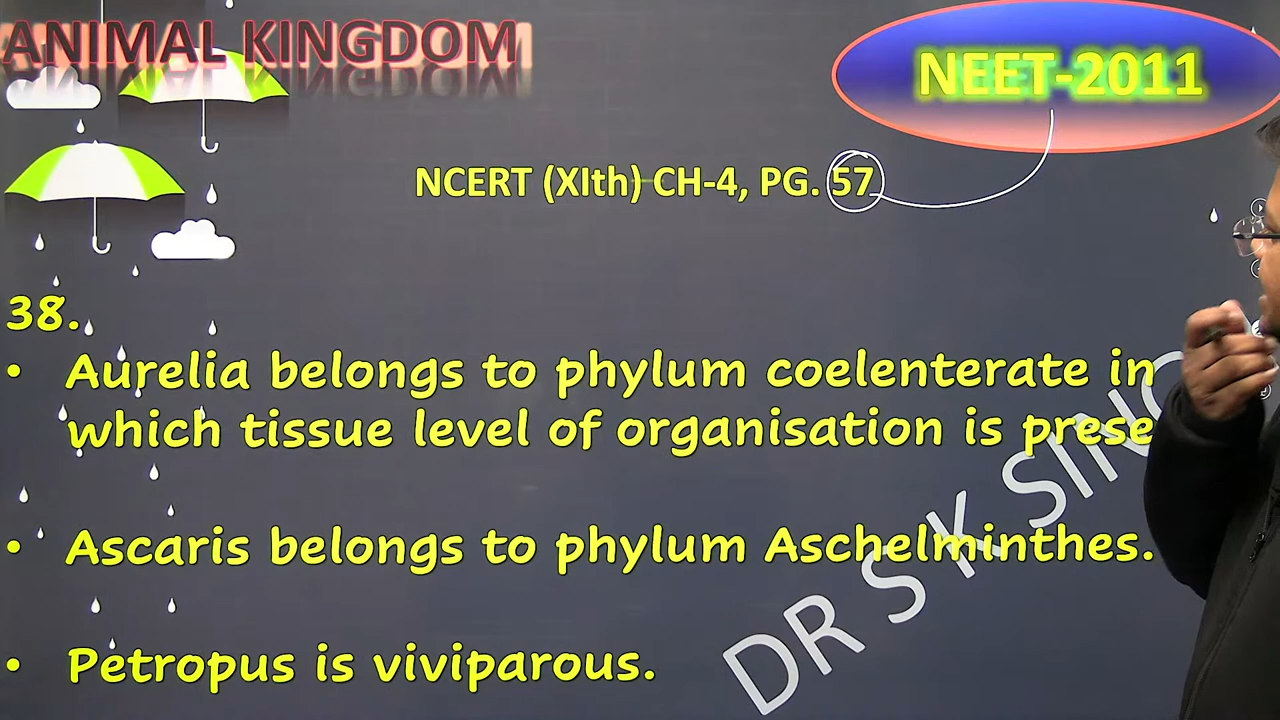 ANIMAL KINGDOM
NEET-2011
NCERT (XIth) CH-4, PG. 57
38.
• Aurelia belongs to phylum coelenterate in
which tissue level of organisation is prese
• Ascaris belongs to phylum Aschelminthes.
• Petropus is viviparous.
DR S K SING